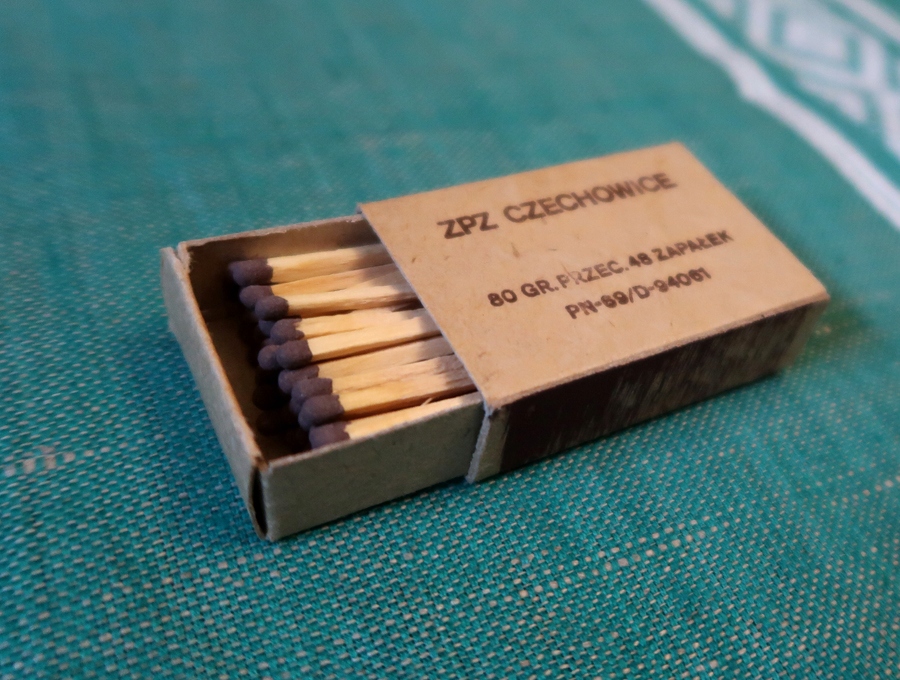 ZPZ CZECHOWICE
80 GR. PRZEC. 48 ZAPAŁEK
PN-69/D-94061